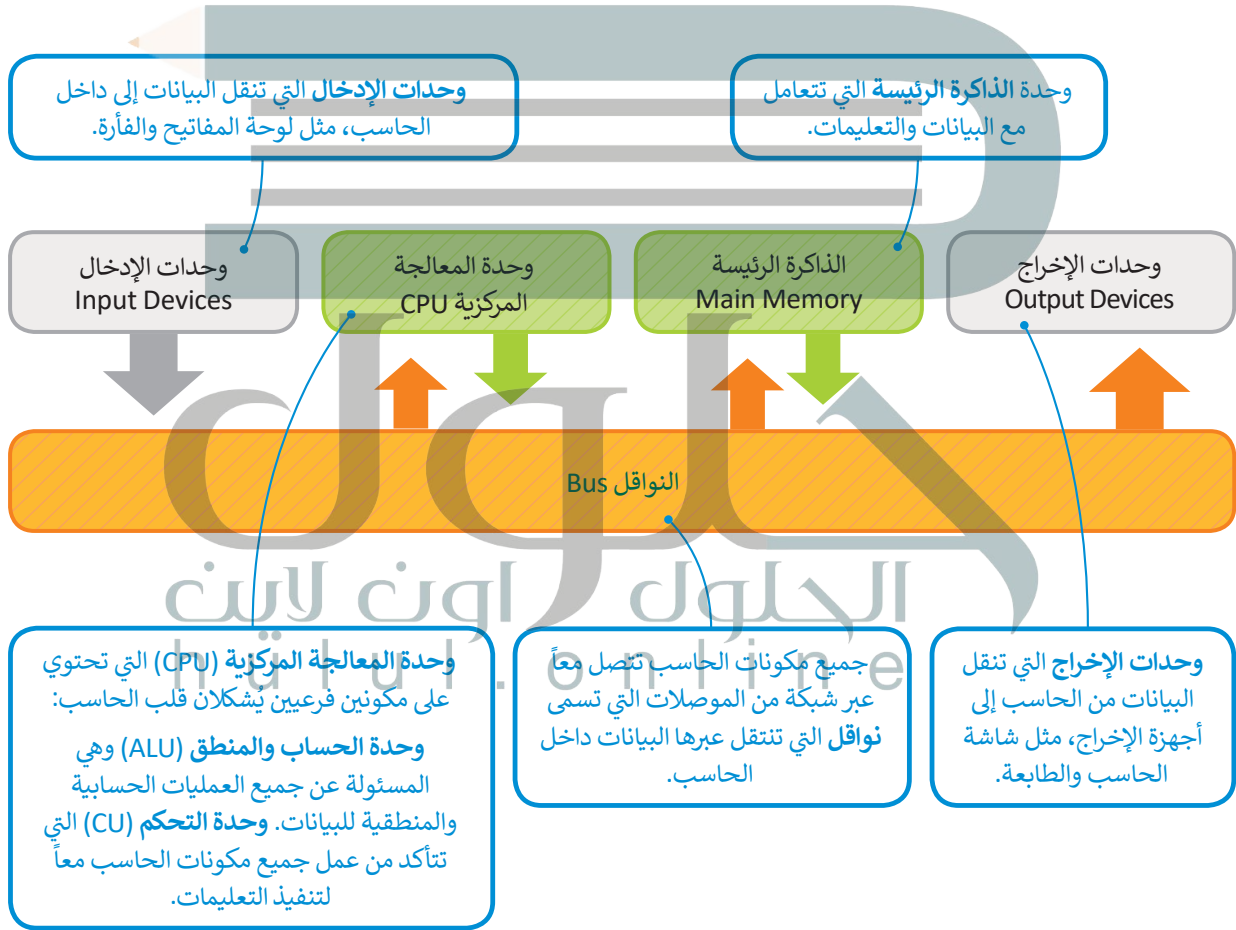 وحدة الذاكرة الرئيسة التي تتعامل
مع البيانات والتعليمات.
وحدات الإدخال التي تنقل البيانات إلى داخل
الحاسب، مثل لوحة المفاتيح والفأرة.
وحدات الإخراج
Output Devices
الذاكرة الرئيسة
Main Memory
وحدة المعالجة
المركزية CPU
وحدات الإدخال
Input Devices
النواقل Bus
حلول
الحلول اون لاين
hulul.online
وحدات الإخراج التي تنقل
البيانات من الحاسب إلى
أجهزة الإخراج، مثل شاشة
الحاسب والطابعة.
جميع مكونات الحاسب تتصل معاً
عبر شبكة من الموصلات التي تسمى
نواقل التي تنتقل عبرها البيانات داخل
الحاسب.
وحدة المعالجة المركزية (CPU) التي تحتوي
على مكونين فرعيين يُشكلان قلب الحاسب:
وحدة الحساب والمنطق (ALU) وهي
المسئولة عن جميع العمليات الحسابية
والمنطقية للبيانات. وحدة التحكم (CU) التي
تتأكد من عمل جميع مكونات الحاسب معاً
لتنفيذ التعليمات.